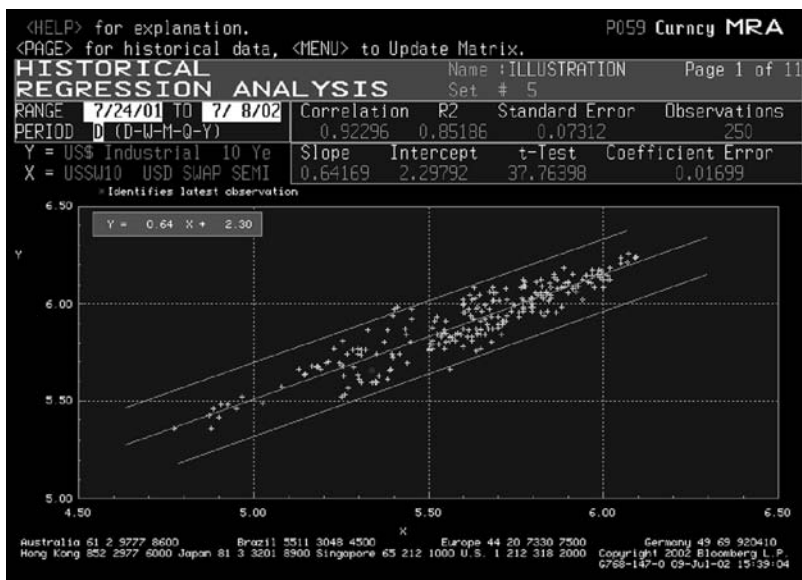 <HELP> for explanation. P059 Curncy MRA
<PAGE> for historical data, <MENU> to Update Matrix.
HISTORICAL Name :ILLUSTRATION Page 1 of 11
REGRESSION ANALYSIS Set # 5
RANGE 7/24/01 TO 7/ 8/02 Correlation R2 Standard Error Observations
PERIOD D (D-W-M-Q-Y) 0.92296 0.85186 0.07312 250
Y = US$ Industrial 10 Ye Slope Intercept t-Test Coefficient Error
X = USSW10 USD SWAP SEMI 0.64169 2.29792 37.76398 0.01699
*Identifies latest observation
6.50
Y = 0.64 X + 2.30
Y
6.00
5.50
5.00
4.50 5.00 5.50 6.00 6.50
X
Australia 61 2 9777 8600 Brazil 5511 3048 4500 Europe 44 20 7330 7500 Germany 49 69 920410
Hong Kong 852 2977 6000 Japan 81 3 3201 8900 Singapore 65 212 1000 U.S. 1 212 318 2000 Copyright 2002 Bloomberg L.P.
G768-147-0 09-Jul-02 15:39:04